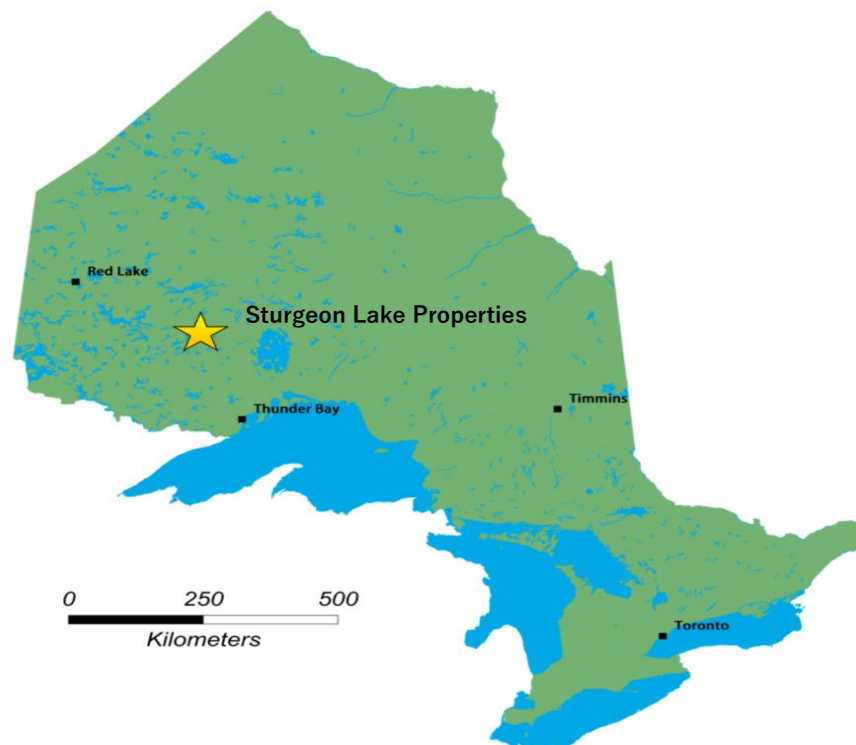 Red Lake
Sturgeon Lake Properties
Timmins
Thunder Bay
0 250 500
Kilometers
Toronto